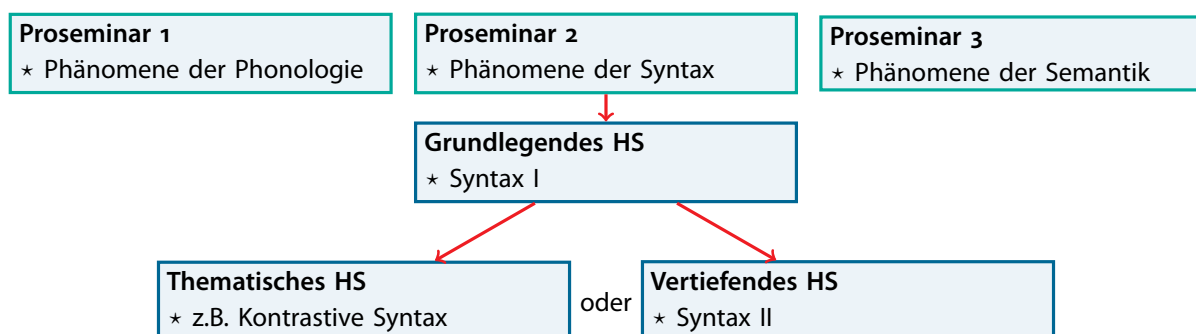 Proseminar 1
⋆ Phänomene der Phonologie
Proseminar 2
⋆ Phänomene der Syntax
Proseminar 3
⋆ Phänomene der Semantik
Grundlegendes HS
⋆ Syntax I
Thematisches HS
⋆ z.B. Kontrastive Syntax
oder
Vertiefendes HS
⋆ Syntax II